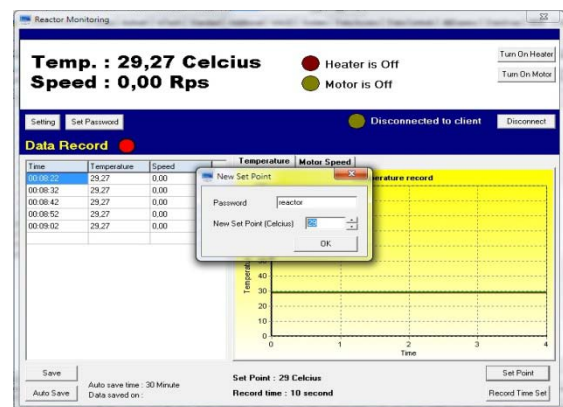 Reactor Monitoring
Temp. : 29,27 Celcius
Speed : 0,00 Rps
Heater is Off
Motor is Off
Turn On Heater
Turn On Motor
Setting
Set Password
Disconnected to client
Disconnect
Data Record
Time Temperature Speed
00:08:22 29,27 0,00
00:08:32 29,27 0,00
00:08:42 29,27 0,00
00:08:52 29,27 0,00
00:09:02 29,27 0,00
Temperature Motor Speed
erature record
New Set Point
Password reactor
New Set Point (Celcius) 29
OK
Temperat
40
30
20
10
0
0 1 2 3 4
Time
Save
Auto Save
Auto save time : 30 Minute
Data saved on :
Set Point : 29 Celcius
Record time : 10 second
Set Point
Record Time Set